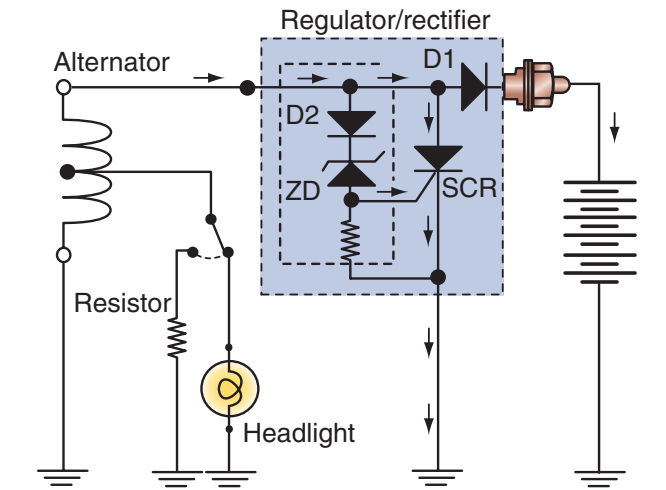 Regulator/rectifier
Alternator
D1
D2
ZD
SCR
Resistor
Headlight